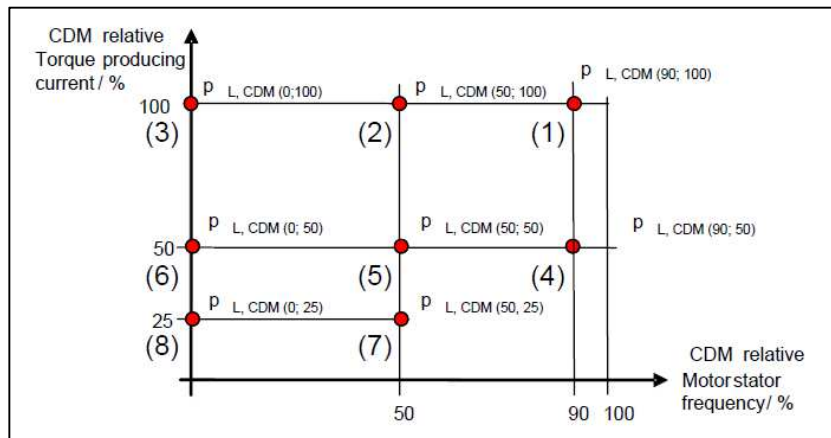 CDM relative
Torque producing
current / %
p L, CDM (90; 100)
p L, CDM (0;100)
p L, CDM (50; 100)
100
(3)
(2)
(1)
p L, CDM (0; 50)
p L, CDM (50; 50)
p L, CDM (90; 50)
50
(6)
(5)
(4)
p L, CDM (0; 25)
p L, CDM (50, 25)
25
(8)
(7)
CDM relative
Motor stator
frequency / %
50
90
100